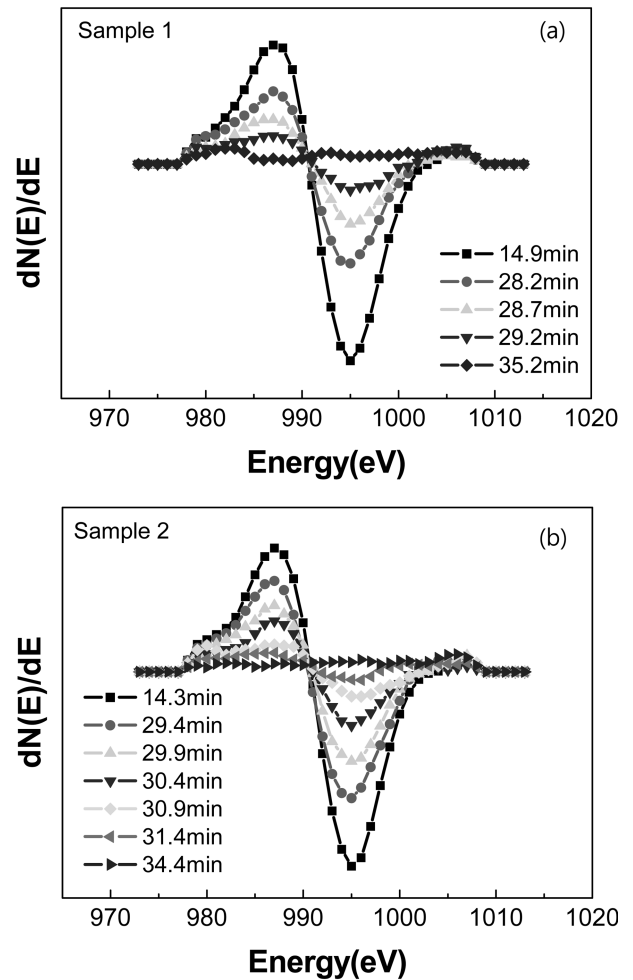 Sample 1
(a)
dN(E)/dE
14.9min
28.2min
28.7min
29.2min
35.2min
970 980 990 1000 1010 1020
Energy(eV)
Sample 2
(b)
dN(E)/dE
14.3min
29.4min
29.9min
30.4min
30.9min
31.4min
34.4min
970 980 990 1000 1010 1020
Energy(eV)